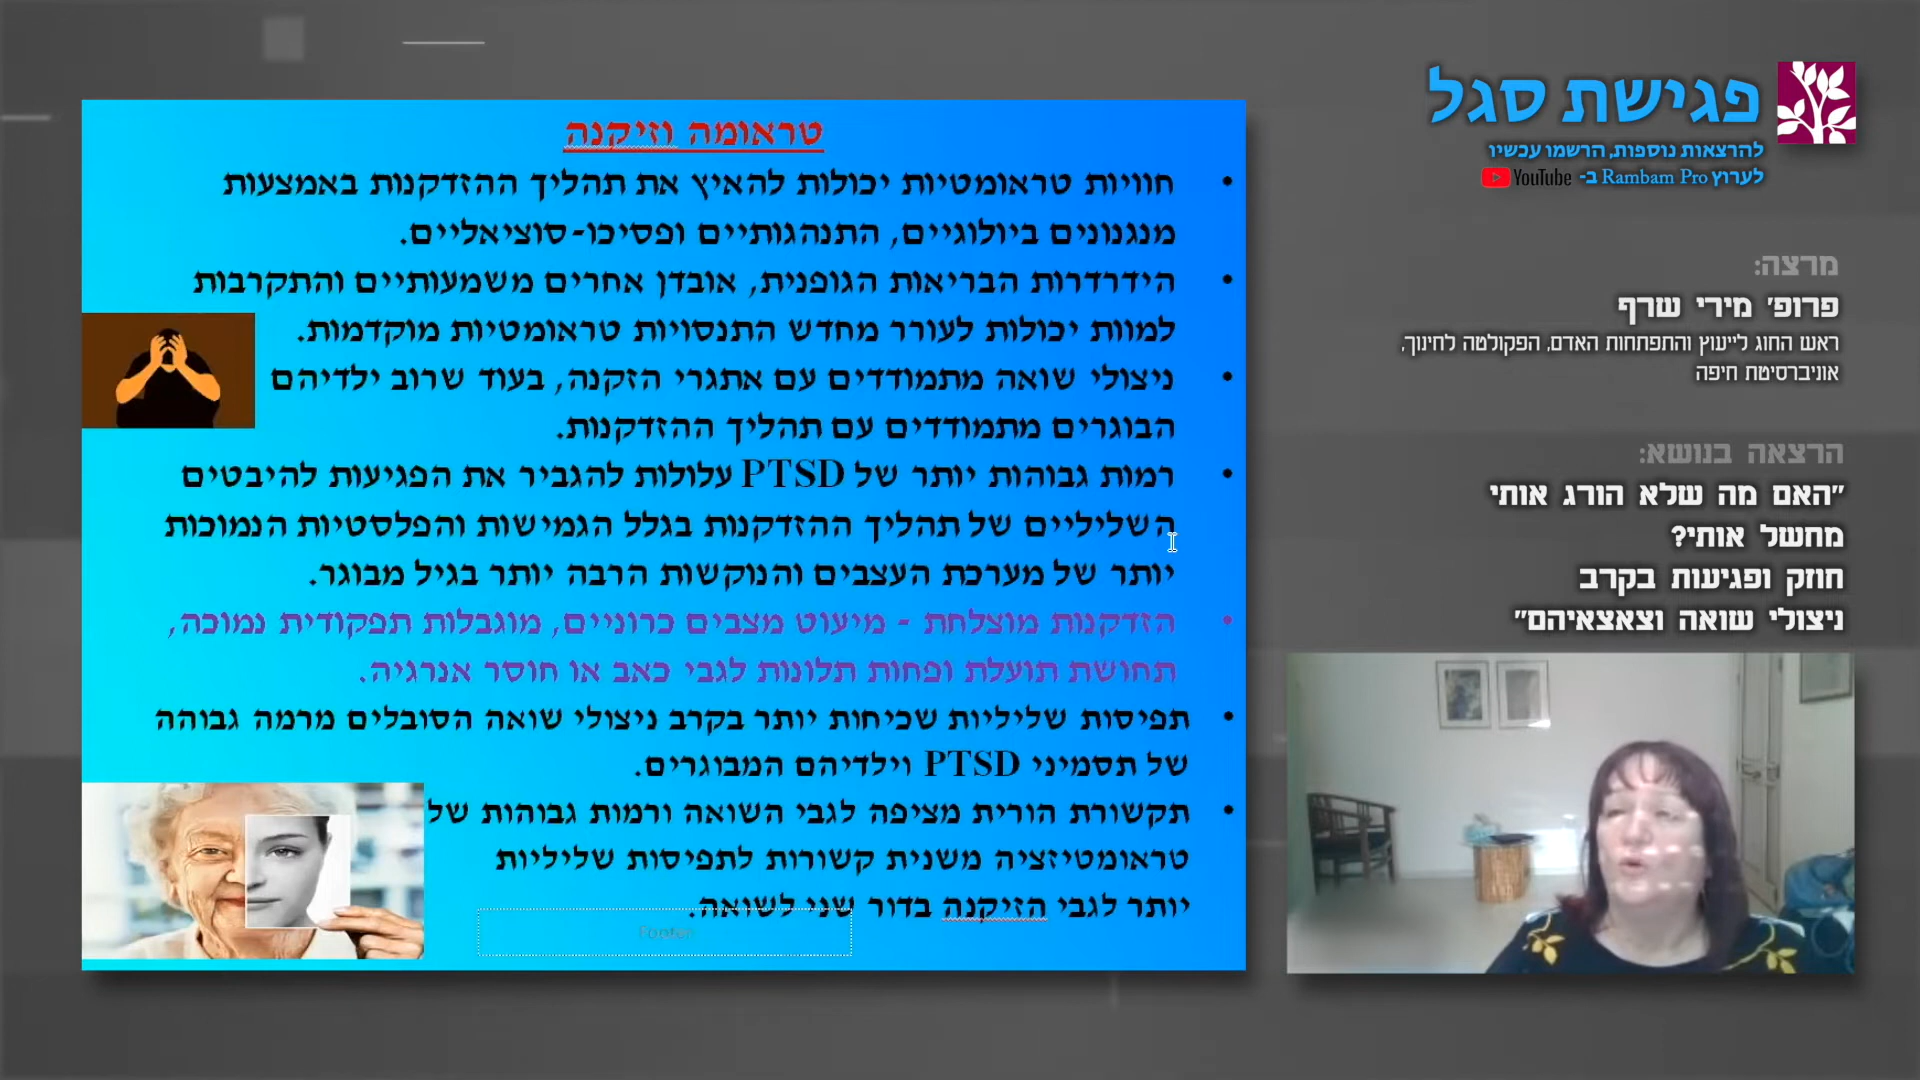 טראומה וזיקנה
• חוויות טראומטיות יכולות להאיץ את תהליך ההזדקנות באמצעות
מנגנונים ביולוגיים, התנהגותיים ופסיכו-סוציאליים.
• הידרדרות הבריאות הגופנית, אובדן אחרים משמעותיים והתקרבות
למוות יכולות לעורר מחדש התנסויות טראומטיות מוקדמות.
• ניצולי שואה מתמודדים עם אתגרי הזקנה, בעוד שרוב ילדיהם
הבוגרים מתמודדים עם תהליך ההזדקנות.
• רמות גבוהות יותר של PTSD עלולות להגביר את הפגיעות להיבטים
השליליים של תהליך ההזדקנות בגלל הגמישות והפלסטיות הנמוכות
יותר של מערכת העצבים והנוקשות הרבה יותר בגיל מבוגר.
• הזדקנות מוצלחת - מיעוט מצבים כרוניים, מוגבלות תפקודית נמוכה,
תחושת תועלת ופחות תלונות לגבי כאב או חוסר אנרגיה.
• תפיסות שליליות שכיחות יותר בקרב ניצולי שואה הסובלים מרמה גבוהה
של תסמיני PTSD וילדיהם המבוגרים.
• תקשורת הורית מציפה לגבי השואה ורמות גבוהות של
טראומטיזציה משנית קשורות לתפיסות שליליות
יותר לגבי הזיקנה בדור שני לשואה.
Footer
פגישת סגל
להרצאות נוספות, הרשמו עכשיו
לערוץ Rambam Pro ב- YouTube
מרצה:
פרופ' מירי שרף
ראש החוג לייעוץ והתפתחות האדם, הפקולטה לחינוך,
אוניברסיטת חיפה
הרצאה בנושא:
"האם מה שלא הורג אותי
מחשל אותי?
חוזק ופגיעות בקרב
ניצולי שואה וצאצאיהם"